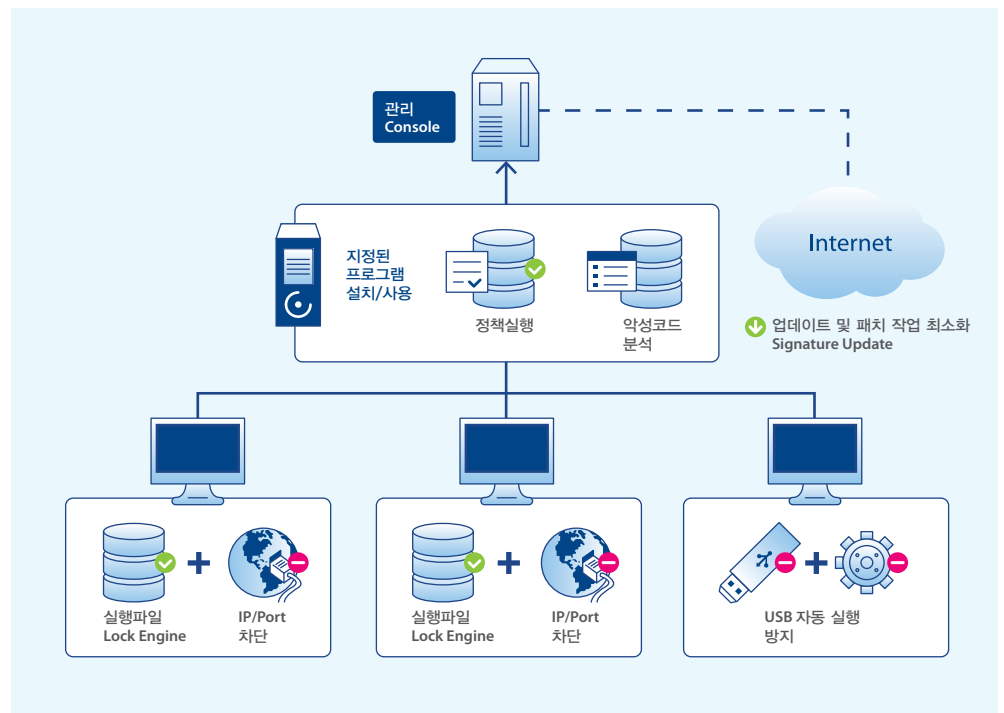 관리
Console
지정된
프로그램
설치/사용
정책실행
악성코드
분석
Internet
업데이트 및 패치 작업 최소화
Signature Update
실행파일
Lock Engine
IP/Port
차단
실행파일
Lock Engine
IP/Port
차단
USB 자동 실행
방지